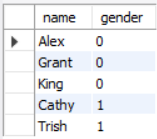 name gender
Alex 0
Grant 0
King 0
Cathy 1
Trish 1